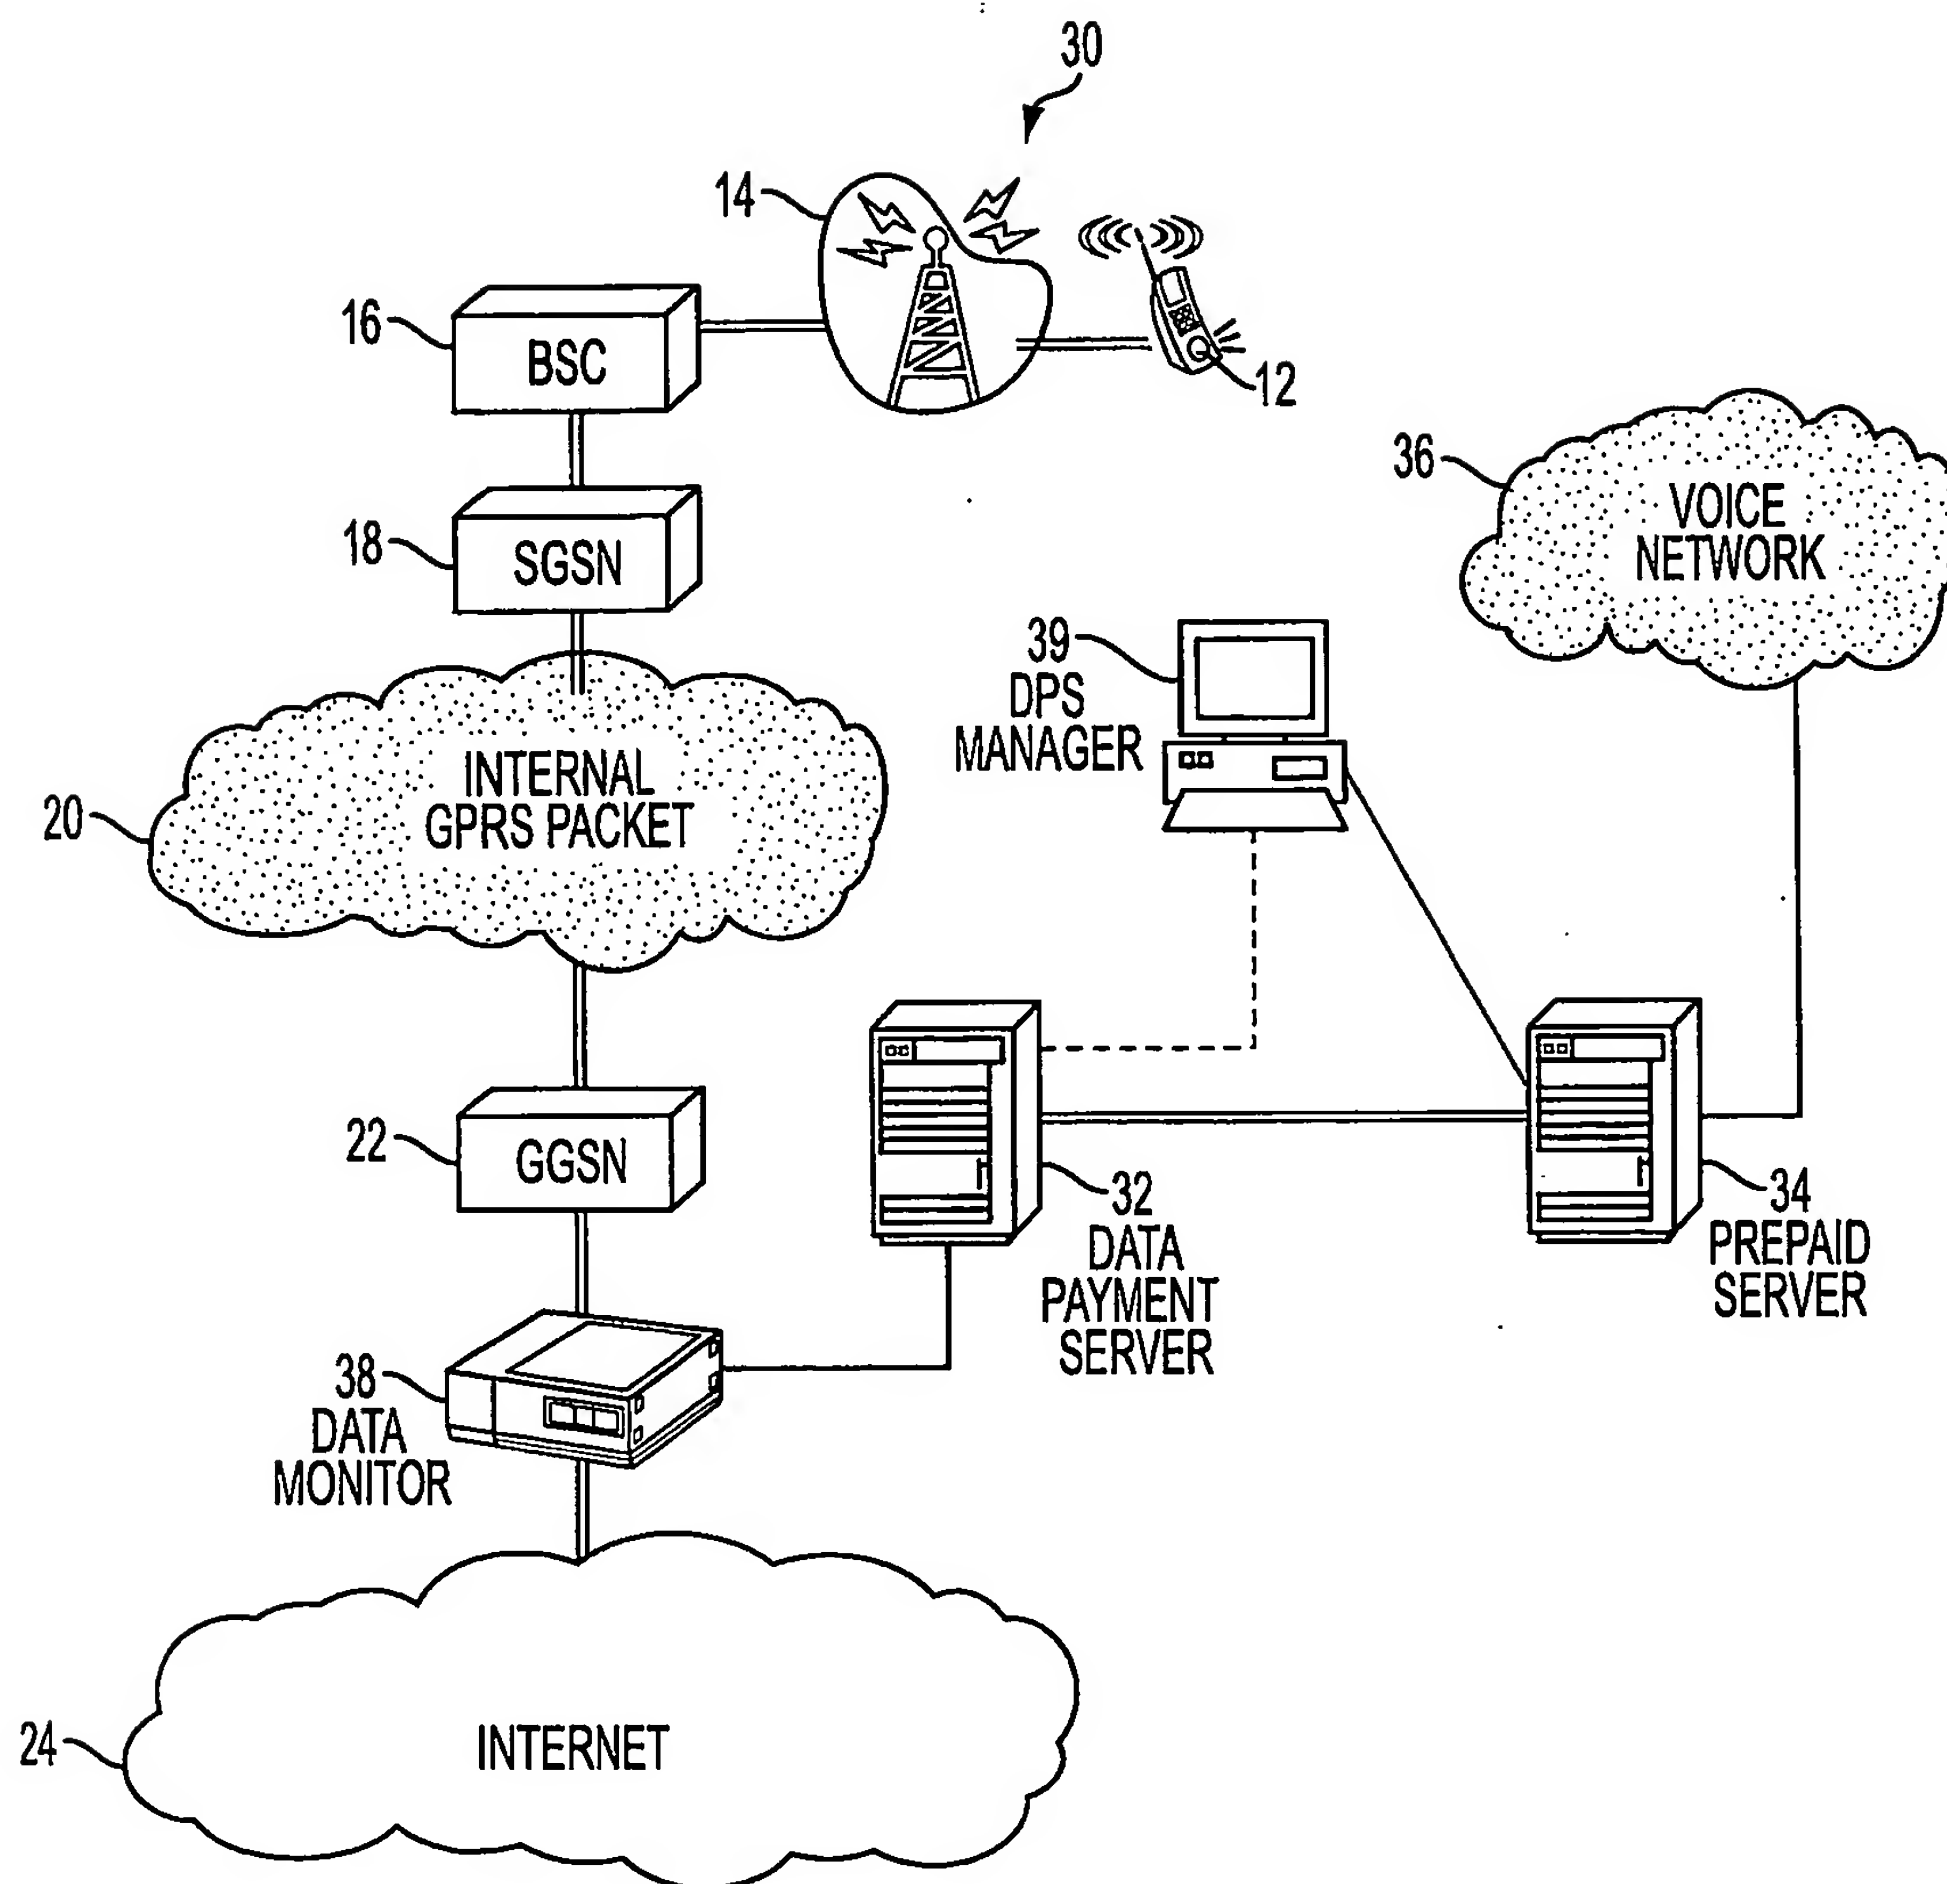 30
14
16
BSC
12
36
VOICE
NETWORK
18
SGSN
39
DPS
MANAGER
INTERNAL
GPRS PACKET
20
22
GGSN
32
DATA
PAYMENT
SERVER
34
PREPAID
SERVER
38
DATA
MONITOR
24
INTERNET